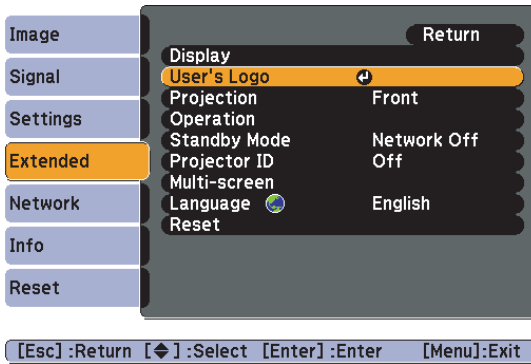 Image
Signal
Settings
Extended
Network
Info
Reset
Return
Display
User's Logo
Projection Front
Operation
Standby Mode Network Off
Projector ID Off
Multi-screen
Language English
Reset
[Esc] :Return [◆] :Select [Enter] :Enter [Menu]:Exit